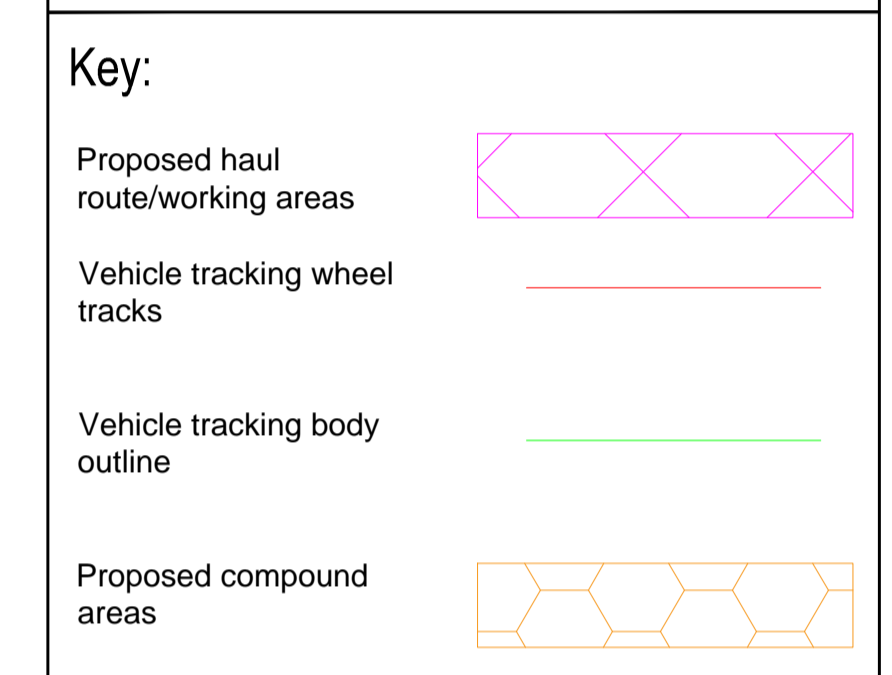 Key:
Proposed haul
route/working areas
Vehicle tracking wheel
tracks
Vehicle tracking body
outline
Proposed compound
areas